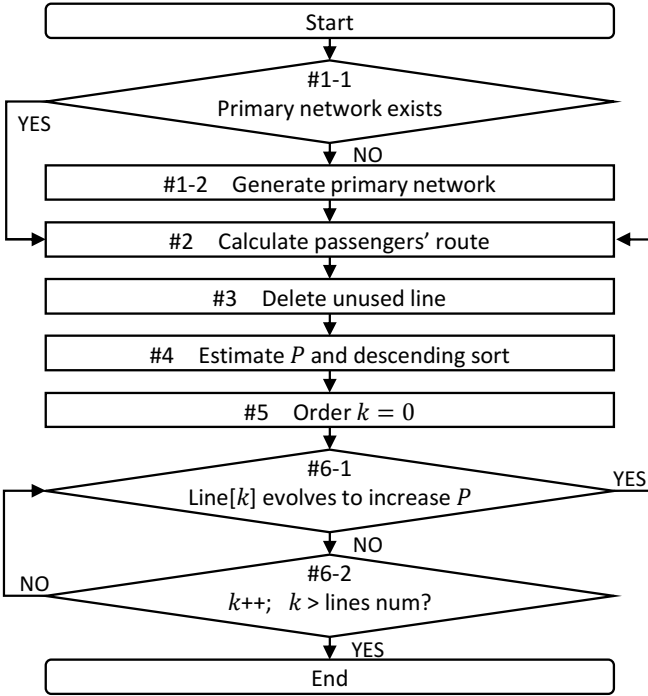 Start
#1-1
Primary network exists
YES
NO
#1-2 Generate primary network
#2 Calculate passengers’ route
#3 Delete unused line
#4 Estimate P and descending sort
#5 Order k = 0
#6-1
Line[k] evolves to increase P
YES
NO
#6-2
k++; k > lines num?
NO
YES
End